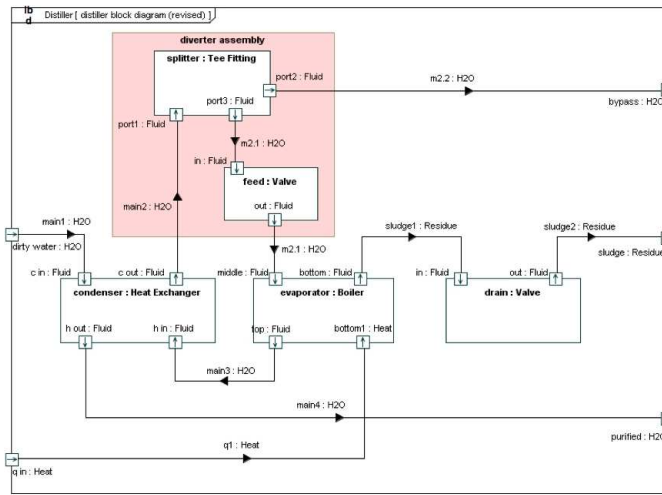 ib
d
Distiller [ distiller block diagram (revised) ]
diverter assembly
splitter : Tee Fitting
port2 : Fluid
m2.2 : H2O
port3 : Fluid
bypass : H2O
port1 : Fluid
m2.1 : H2O
in : Fluid
feed : Valve
main2 : H2O
out : Fluid
main1 : H2O
sludge1 : Residue
sludge2 : Residue
dirty water : H2O
m2.1 : H2O
sludge : Residue
c in : Fluid
c out : Fluid
middle : Fluid
bottom : Fluid
in : Fluid
out : Fluid
condenser : Heat Exchanger
evaporator : Boiler
drain : Valve
h out : Fluid
h in : Fluid
top : Fluid
bottom1 : Heat
main3 : H2O
main4 : H2O
purified : H2O
q1 : Heat
q in : Heat